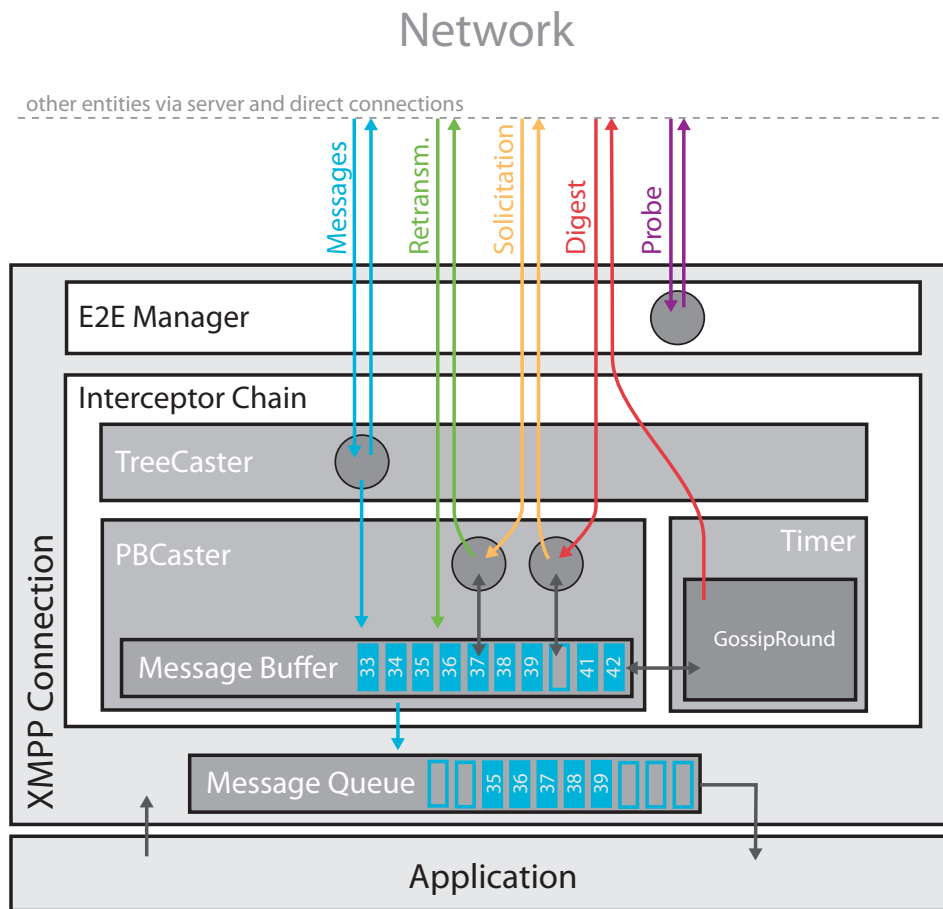 Network
other entities via server and direct connections
Messages
Retransm.
Solicitation
Digest
Probe
E2E Manager
Interceptor Chain
TreeCaster
PBCaster
Timer
GossipRound
Message Buffer 33 34 35 36 37 38 39 41 42
XMPP Connection
Message Queue 35 36 37 38 39
Application